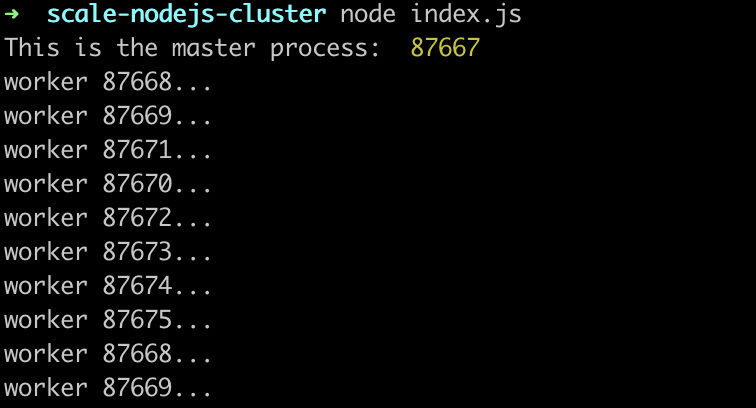 ➜  scale-nodejs-cluster node index.js
This is the master process:  87667
worker 87668...
worker 87669...
worker 87671...
worker 87670...
worker 87672...
worker 87673...
worker 87674...
worker 87675...
worker 87668...
worker 87669...